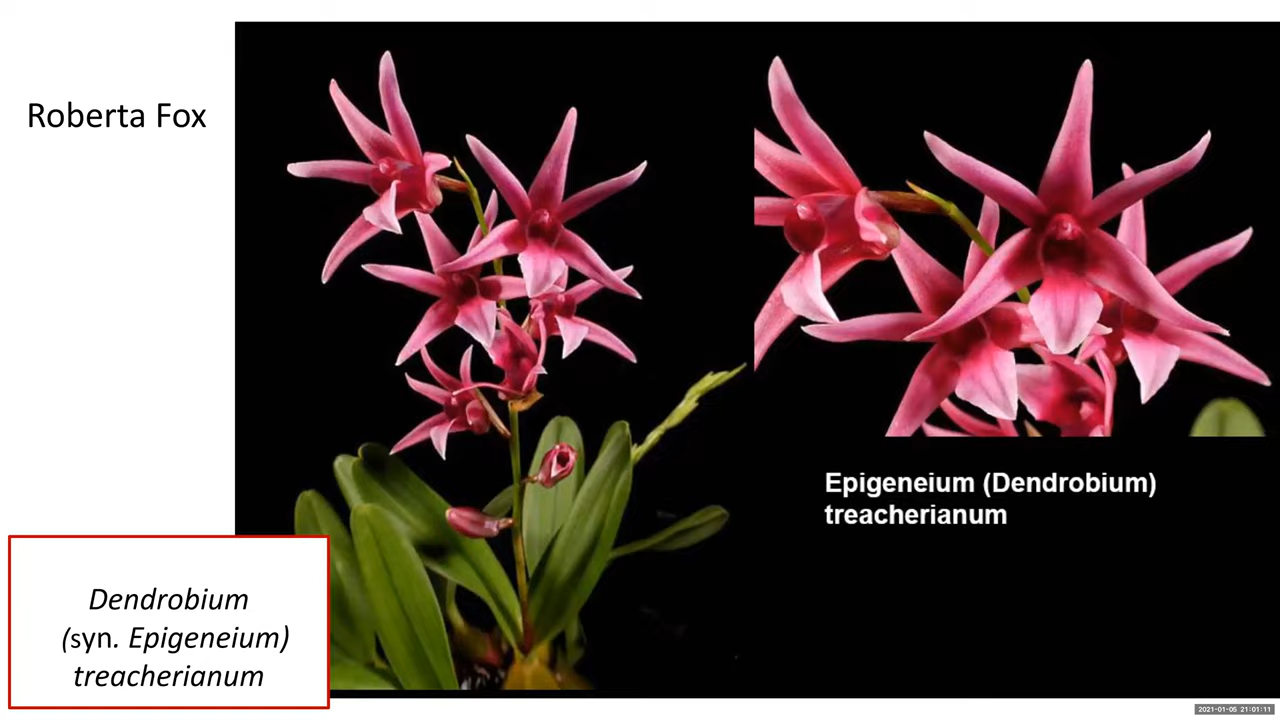 Roberta Fox
Epigeneium (Dendrobium)
treacherianum
Dendrobium
(syn. Epigeneium)
treacherianum
2021-01-05 21:01:11